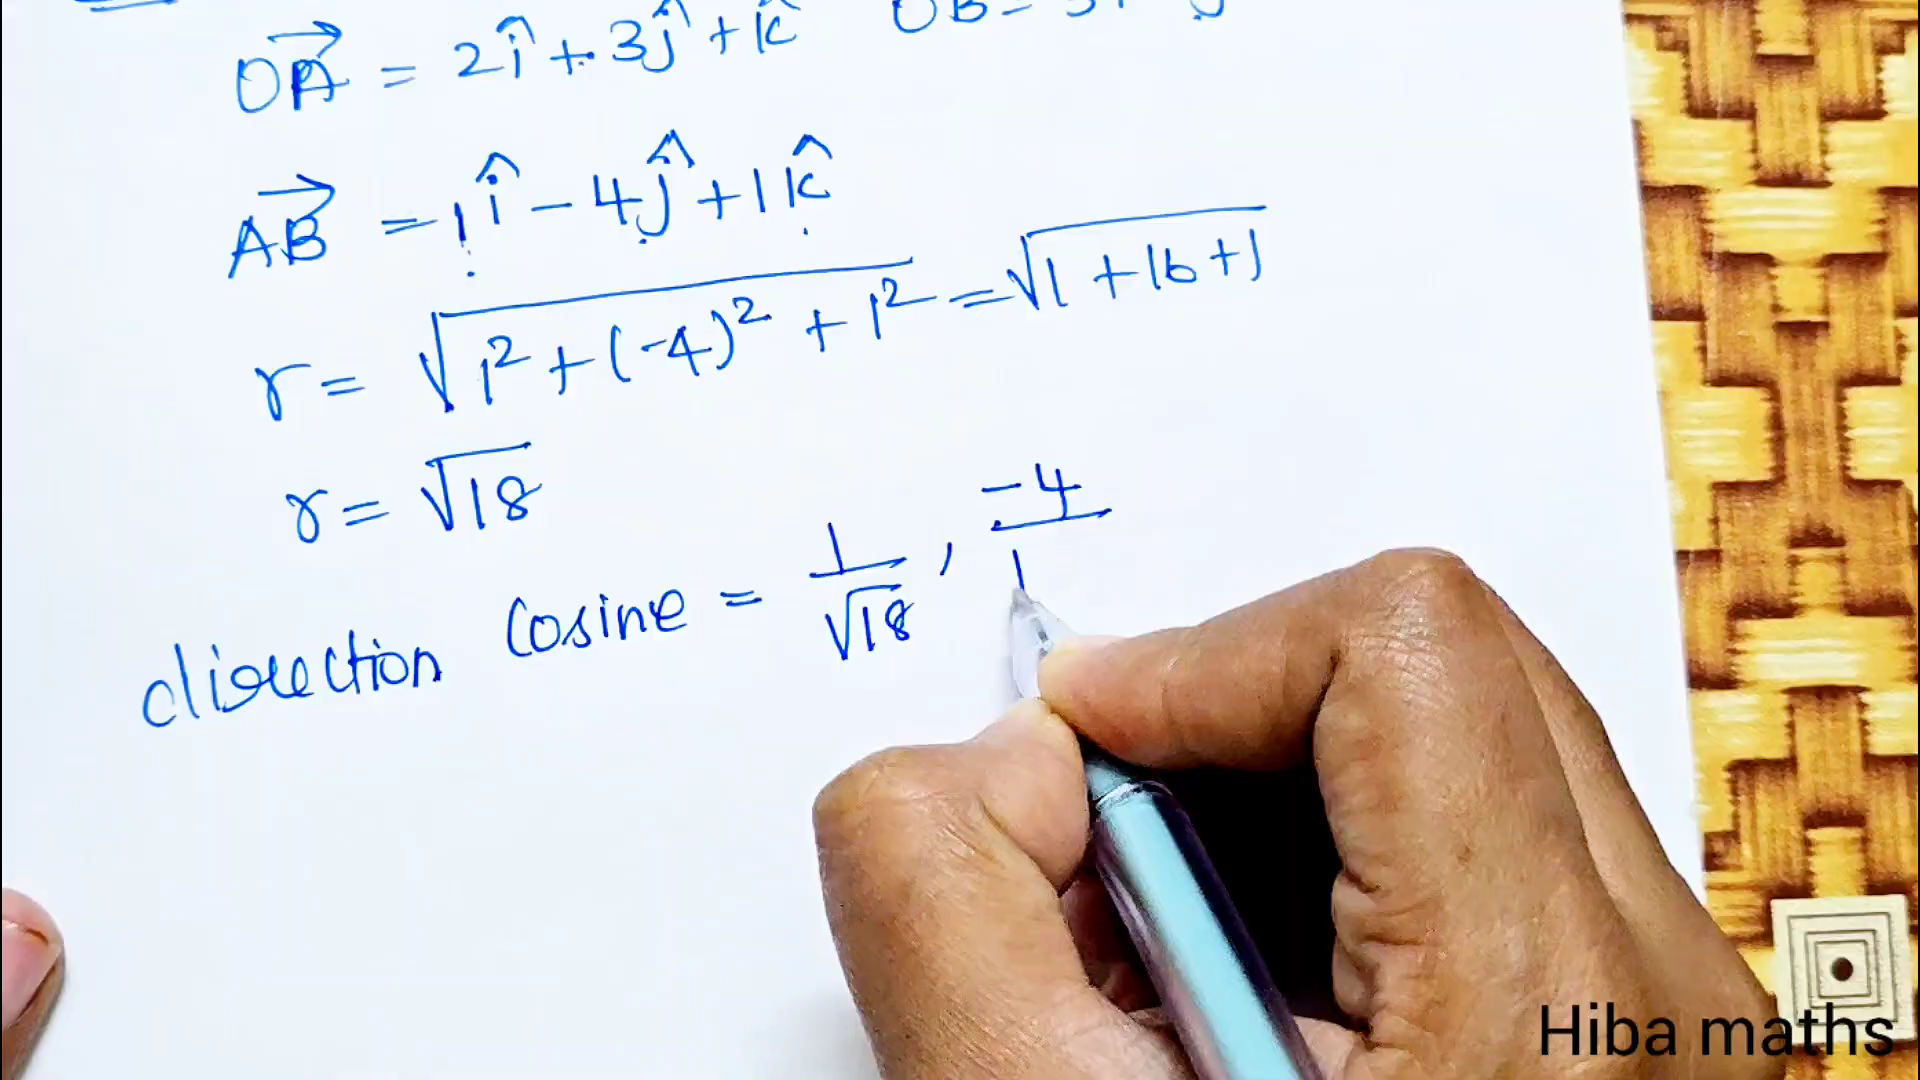 OA = 2î + 3ĵ + k̂ OB =
AB = 1î - 4ĵ + 1k̂
r = √1² + (-4)² + 1² = √1 + 16 + 1
r = √18
direction cosine = 1/√18, -4/
Hiba maths